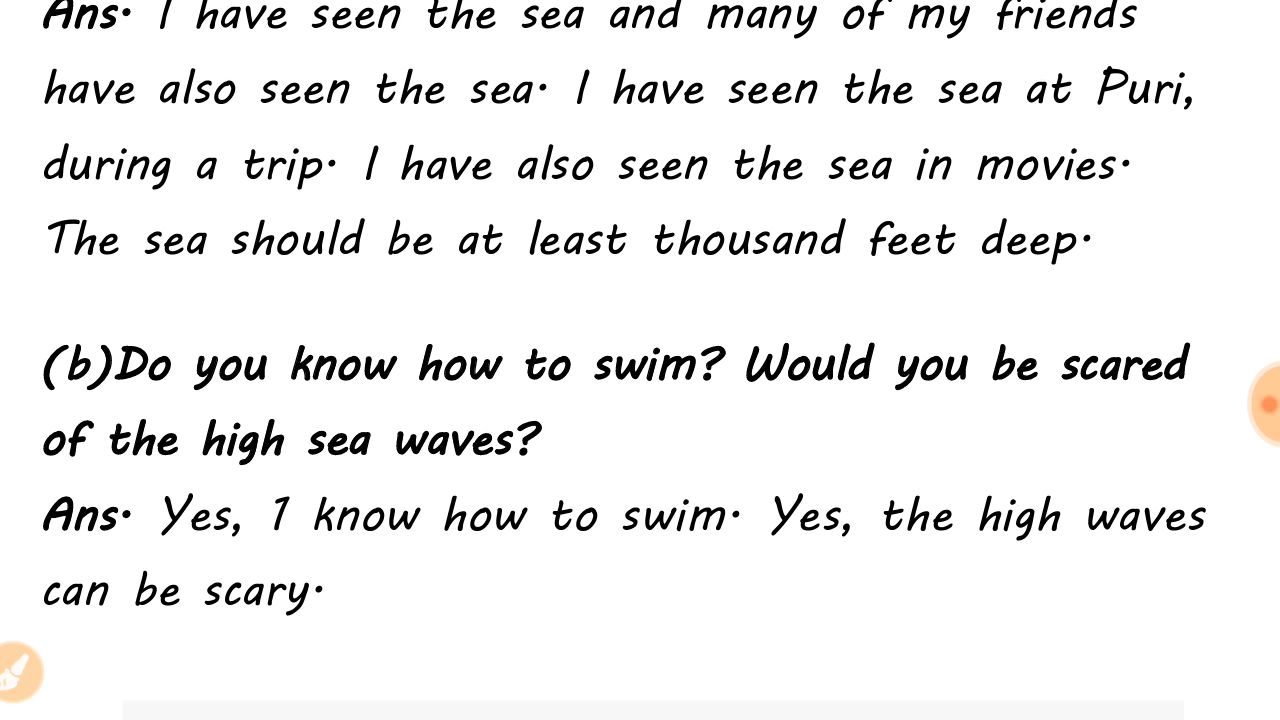 Ans. I have seen the sea and many of my friends
have also seen the sea. I have seen the sea at Puri,
during a trip. I have also seen the sea in movies.
The sea should be at least thousand feet deep.
(b)Do you know how to swim? Would you be scared
of the high sea waves?
Ans. Yes, 1 know how to swim. Yes, the high waves
can be scary.